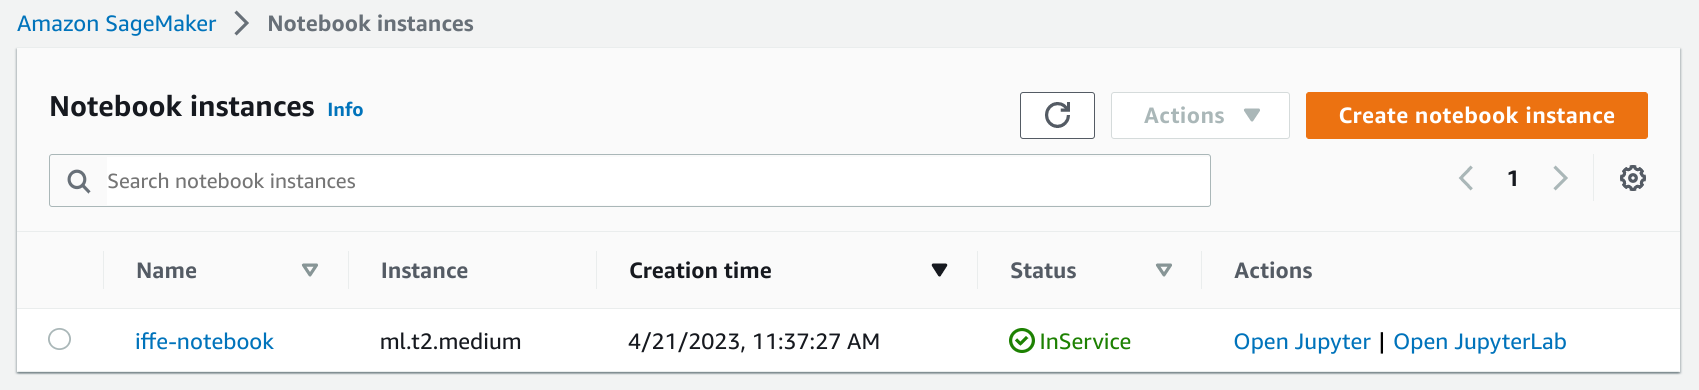 Amazon SageMaker > Notebook instances
Notebook instances Info
Actions
Create notebook instance
Search notebook instances
1
Name Instance Creation time Status Actions
iffe-notebook ml.t2.medium 4/21/2023, 11:37:27 AM InService Open Jupyter | Open JupyterLab